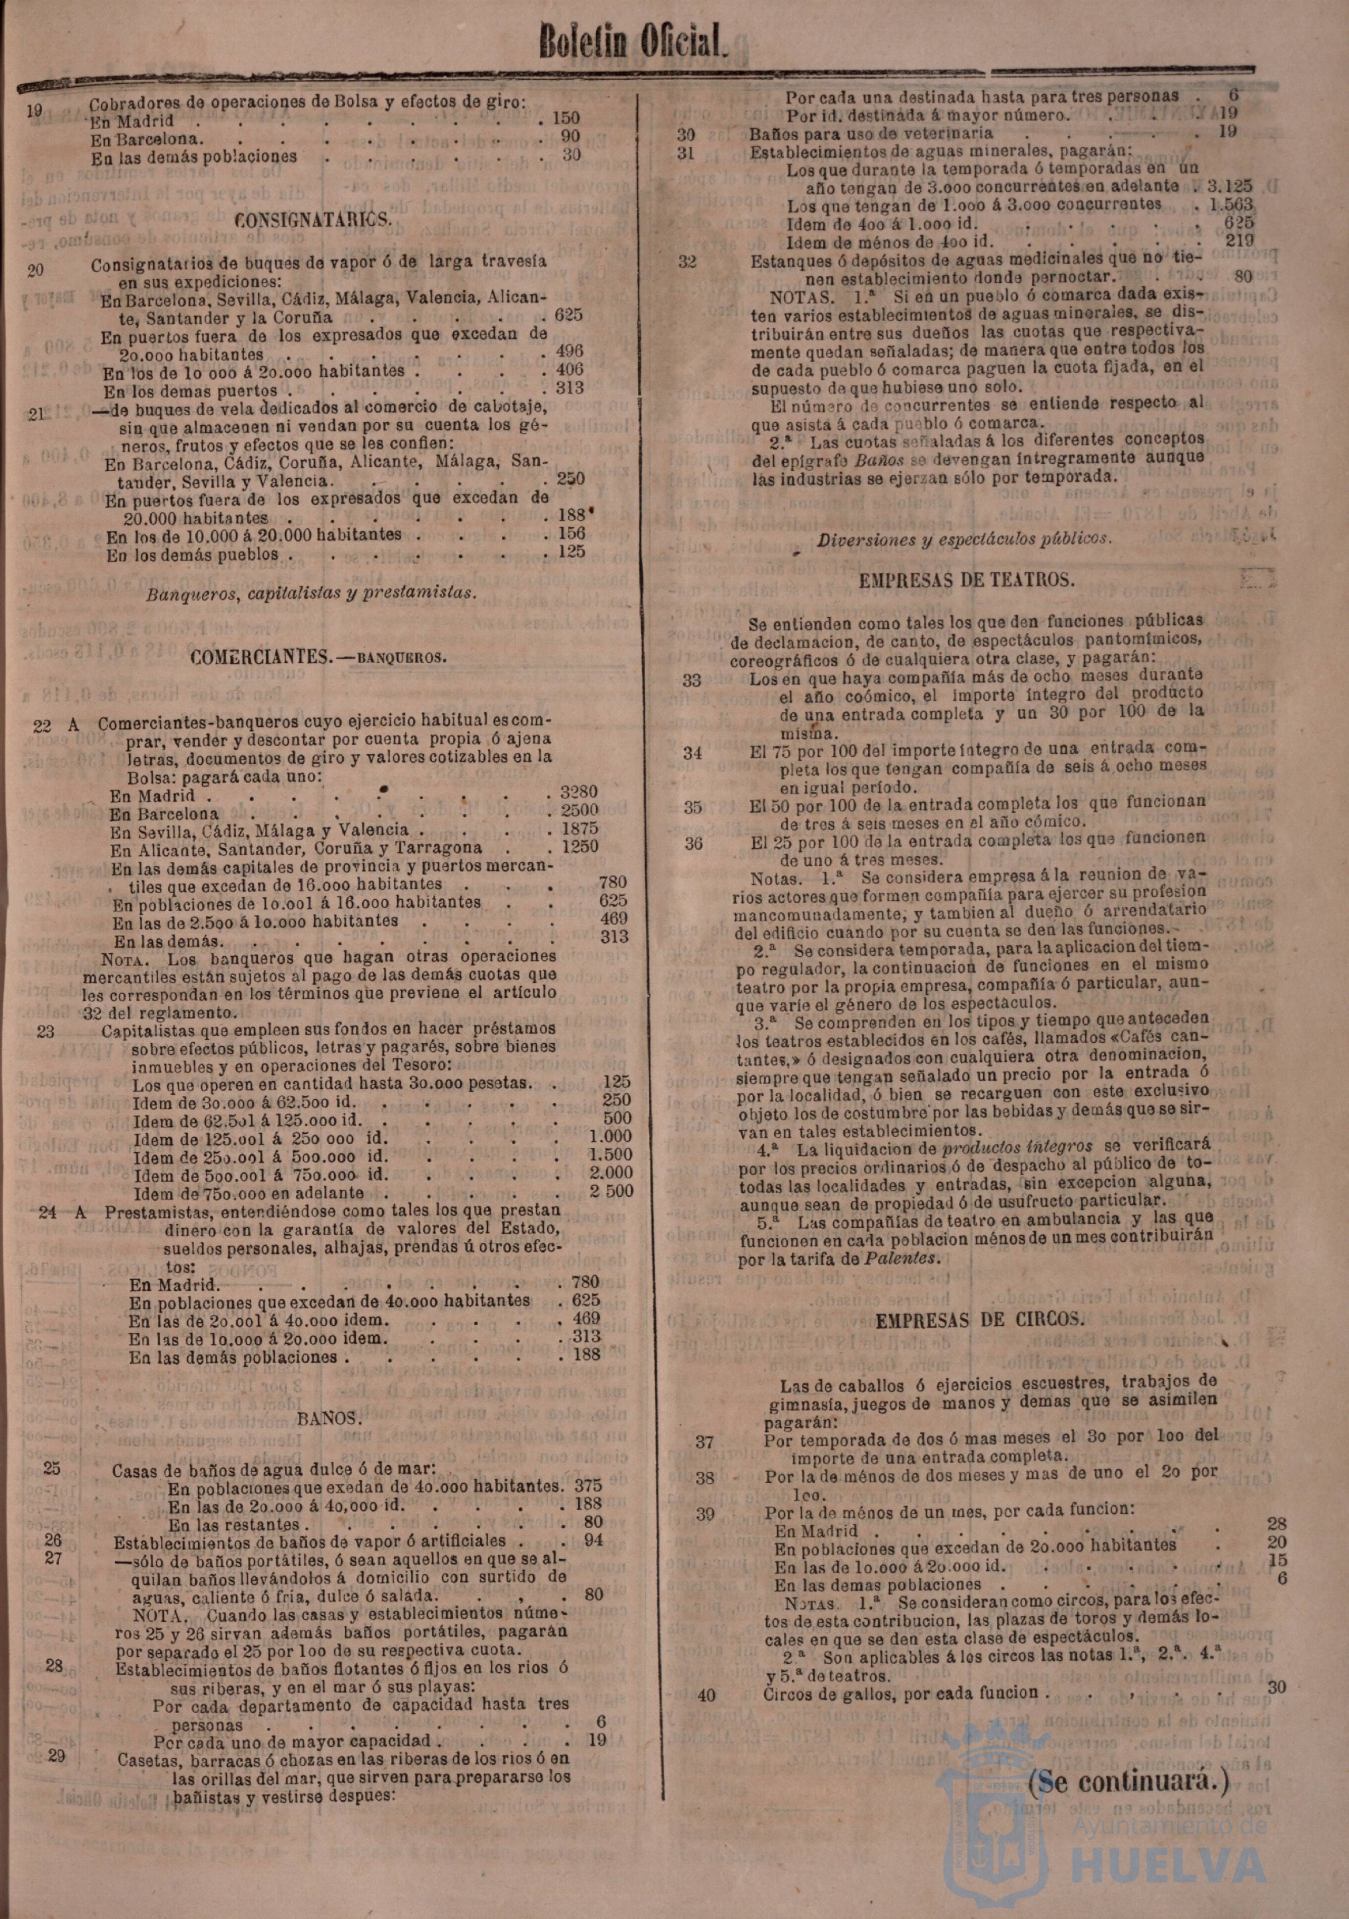 Boletin Oficial.
19 Cobradores de operaciones de Bolsa y efectos de giro:
En Madrid . . . . . . . . 150
En Barcelona. . . . . . . . 90
En las demás poblaciones . . . . . 30
CONSIGNATARIOS.
20 Consignatarios de buques de vapor ó de larga travesía
en sus expediciones:
En Barcelona, Sevilla, Cádiz, Málaga, Valencia, Alican-
te, Santander y la Coruña . . . . . 625
En puertos fuera de los expresados que excedan de
20.000 habitantes . . . . . . . 496
En los de 10 000 á 20.000 habitantes . . . . 406
En los demas puertos . . . . . . . 313
21 —de buques de vela dedicados al comercio de cabotaje,
sin que almacenen ni vendan por su cuenta los gé-
neros, frutos y efectos que se les confien:
En Barcelona, Cádiz, Coruña, Alicante, Málaga, San-
tander, Sevilla y Valencia. . . . . . 250
En puertos fuera de los expresados que excedan de
20.000 habitantes . . . . . . . 188
En los de 10.000 á 20.000 habitantes . . . . 156
En los demás pueblos . . . . . . . 125
Banqueros, capitalistas y prestamistas.
COMERCIANTES.—BANQUEROS.
22 A Comerciantes-banqueros cuyo ejercicio habitual es com-
prar, vender y descontar por cuenta propia ó ajena
letras, documentos de giro y valores cotizables en la
Bolsa: pagará cada uno:
En Madrid . . . . . . . . . 3280
En Barcelona . . . . . . . . 2500
En Sevilla, Cádiz, Málaga y Valencia . . . . 1875
En Alicante, Santander, Coruña y Tarragona . . 1250
En las demás capitales de provincia y puertos mercan-
tiles que excedan de 16.000 habitantes . . . 780
En poblaciones de 10.001 á 16.000 habitantes . . 625
En las de 2.500 á 10.000 habitantes . . . . 469
En las demás. . . . . . . . . 313
NOTA. Los banqueros que hagan otras operaciones
mercantiles están sujetos al pago de las demás cuotas que
les correspondan en los términos que previene el artículo
32 del reglamento.
23 Capitalistas que empleen sus fondos en hacer préstamos
sobre efectos públicos, letras y pagarés, sobre bienes
inmuebles y en operaciones del Tesoro:
Los que operen en cantidad hasta 30.000 pesetas. . 125
Idem de 30.000 á 62.500 id. . . . . . 250
Idem de 62.501 á 125.000 id. . . . . . 500
Idem de 125.001 á 250 000 id. . . . . 1.000
Idem de 250.001 á 500.000 id. . . . . 1.500
Idem de 500.001 á 750.000 id. . . . . 2.000
Idem de 750.000 en adelante . . . . . 2 500
24 A Prestamistas, entendiéndose como tales los que prestan
dinero con la garantía de valores del Estado,
sueldos personales, alhajas, prendas ú otros efec-
tos:
En Madrid. . . . . . . . . 780
En poblaciones que excedan de 40.000 habitantes . 625
En las de 20.001 á 40.000 idem. . . . . 469
En las de 10.000 á 20.000 idem. . . . . 313
En las demás poblaciones . . . . . . 188
BAÑOS.
25 Casas de baños de agua dulce ó de mar:
En poblaciones que exedan de 40.000 habitantes. 375
En las de 20.000 á 40,000 id. . . . . 188
En las restantes . . . . . . . 80
26 Establecimientos de baños de vapor ó artificiales . . 94
27 —sólo de baños portátiles, ó sean aquellos en que se al-
quilan baños llevándolos á domicilio con surtido de
aguas, caliente ó fria, dulce ó salada. . , . 80
NOTA. Cuando las casas y establecimientos núme-
ros 25 y 26 sirvan además baños portátiles, pagarán
por separado el 25 por 100 de su respectiva cuota.
28 Establecimientos de baños flotantes ó fijos en los rios ó
sus riberas, y en el mar ó sus playas:
Por cada departamento de capacidad hasta tres
personas . . . . . . . . 6
Por cada uno de mayor capacidad . . . . 19
29 Casetas, barracas ó chozas en las riberas de los rios ó en
las orillas del mar, que sirven para prepararse los
bañistas y vestirse despues:
Por cada una destinada hasta para tres personas . 6
Por id. destinada á mayor número. . . . 19
30 Baños para uso de veterinaria . . . . . 19
31 Establecimientos de aguas minerales, pagarán:
Los que durante la temporada ó temporadas en un
año tengan de 3.000 concurrentes en adelante . 3.125
Los que tengan de 1.000 á 3.000 concurrentes . 1.563
Idem de 400 á 1.000 id. . . . . . 625
Idem de ménos de 400 id. . . . . . 219
32 Estanques ó depósitos de aguas medicinales que no tie-
nen establecimiento donde pernoctar. . . . 80
NOTAS. 1.ª Si en un pueblo ó comarca dada exis-
ten varios establecimientos de aguas minerales, se dis-
tribuirán entre sus dueños las cuotas que respectiva-
mente quedan señaladas; de manera que entre todos los
de cada pueblo ó comarca paguen la cuota fijada, en el
supuesto de que hubiese uno solo.
El número de concurrentes se entiende respecto al
que asista á cada pueblo ó comarca.
2.ª Las cuotas señaladas á los diferentes conceptos
del epígrafe Baños se devengan íntregramente aunque
las industrias se ejerzan sólo por temporada.
Diversiones y espectáculos públicos.
EMPRESAS DE TEATROS.
Se entienden como tales los que den funciones públicas
de declamacion, de canto, de espectáculos pantomímicos,
coreográficos ó de cualquiera otra clase, y pagarán:
33 Los en que haya compañía más de ocho meses durante
el año coómico, el importe íntegro del producto
de una entrada completa y un 30 por 100 de la
misma.
34 El 75 por 100 del importe íntegro de una entrada com-
pleta los que tengan compañía de seis á ocho meses
en igual período.
35 El 50 por 100 de la entrada completa los que funcionan
de tres á seis meses en el año cómico.
36 El 25 por 100 de la entrada completa los que funcionen
de uno á tres meses.
Notas. 1.ª Se considera empresa á la reunion de va-
rios actores que formen compañía para ejercer su profesion
mancomunadamente, y tambien al dueño ó arrendatario
del edificio cuando por su cuenta se den las funciones.
2.ª Se considera temporada, para la aplicacion del tiem-
po regulador, la continuacion de funciones en el mismo
teatro por la propia empresa, compañía ó particular, aun-
que varíe el género de los espectáculos.
3.ª Se comprenden en los tipos y tiempo que anteceden
los teatros establecidos en los cafés, llamados «Cafés can-
tantes,» ó designados con cualquiera otra denominacion,
siempre que tengan señalado un precio por la entrada ó
por la localidad, ó bien se recarguen con este exclusivo
objeto los de costumbre por las bebidas y demás que se sir-
van en tales establecimientos.
4.ª La liquidacion de productos íntegros se verificará
por los precios ordinarios ó de despacho al público de to-
todas las localidades y entradas, sin excepcion alguna,
aunque sean de propiedad ó de usufructo particular.
5.ª Las compañías de teatro en ambulancia y las que
funcionen en cada poblacion ménos de un mes contribuirán
por la tarifa de Patentes.
EMPRESAS DE CIRCOS.
Las de caballos ó ejercicios escuestres, trabajos de
gimnasía, juegos de manos y demas que se asimilen
pagarán:
37 Por temporada de dos ó mas meses el 30 por 100 del
importe de una entrada completa.
38 Por la de ménos de dos meses y mas de uno el 20 por
100.
39 Por la de ménos de un mes, por cada funcion:
En Madrid . . . . . . . . 28
En poblaciones que excedan de 20.000 habitantes . 20
En las de 10.000 á 20.000 id. . . . . 15
En las demas poblaciones . . . . . . 6
NOTAS. 1.ª Se consideran como circos, para los efec-
tos de esta contribucion, las plazas de toros y demás lo-
cales en que se den esta clase de espectáculos.
2 ª Son aplicables á los circos las notas 1.ª, 2.ª. 4.ª
y 5.ª de teatros.
40 Circos de gallos, por cada funcion . . , . . 30
(Se continuará.)
Ayuntamiento de
HUELVA